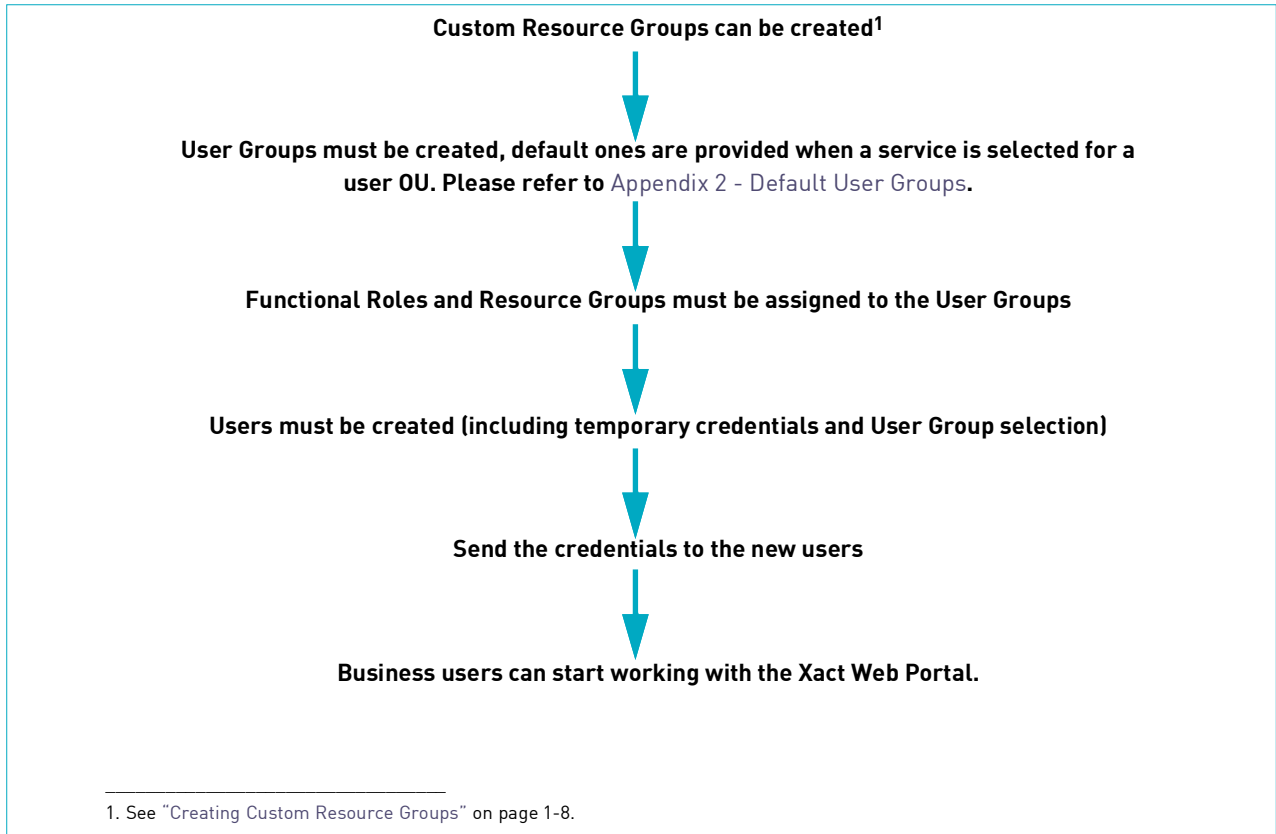 Custom Resource Groups can be created1
User Groups must be created, default ones are provided when a service is selected for a
user OU. Please refer to Appendix 2 - Default User Groups.
Functional Roles and Resource Groups must be assigned to the User Groups
Users must be created (including temporary credentials and User Group selection)
Send the credentials to the new users
Business users can start working with the Xact Web Portal.
1. See “Creating Custom Resource Groups” on page 1-8.